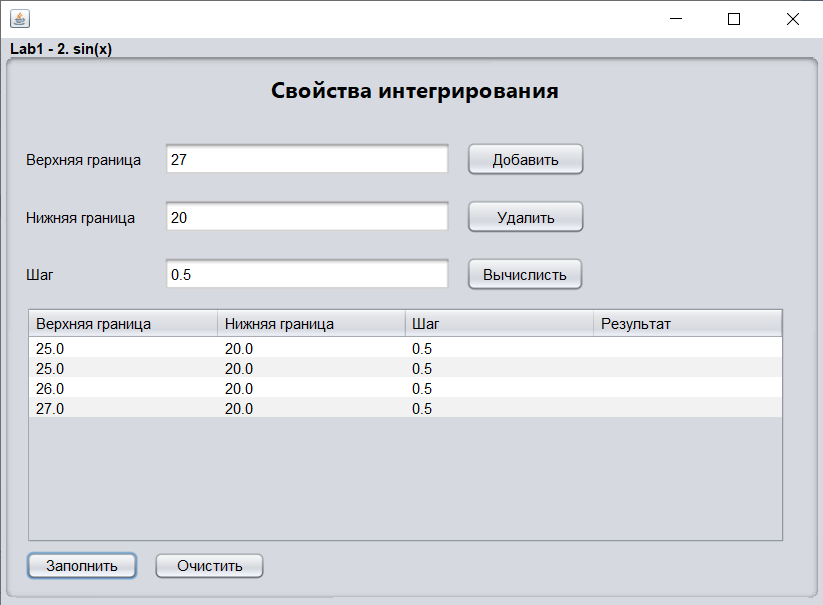 Lab1 - 2. sin(x)
Свойства интегрирования
Верхняя граница 27 Добавить
Нижняя граница 20 Удалить
Шаг 0.5 Вычислисть
Верхняя граница Нижняя граница Шаг Результат
25.0 20.0 0.5
25.0 20.0 0.5
26.0 20.0 0.5
27.0 20.0 0.5
Заполнить Очистить